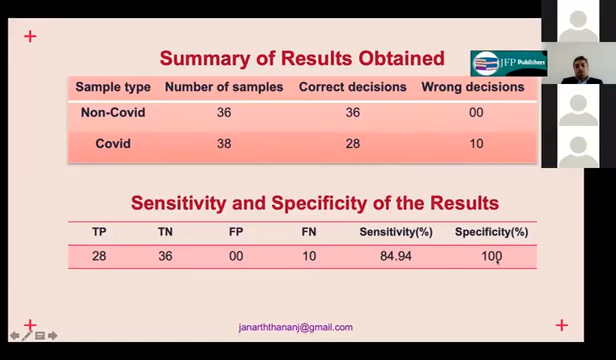 Summary of Results Obtained
JFP Publishers
Sample type Number of samples Correct decisions Wrong decisions
Non-Covid 36 36 00
Covid 38 28 10
Sensitivity and Specificity of the Results
TP TN FP FN Sensitivity(%) Specificity(%)
28 36 00 10 84.94 100
janarththananj@gmail.com